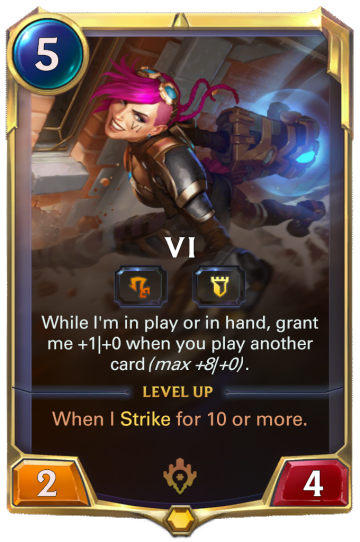 5
VI
While I'm in play or in hand, grant
me +1|+0 when you play another
card (max +8|+0).
LEVEL UP
When I Strike for 10 or more.
2
4